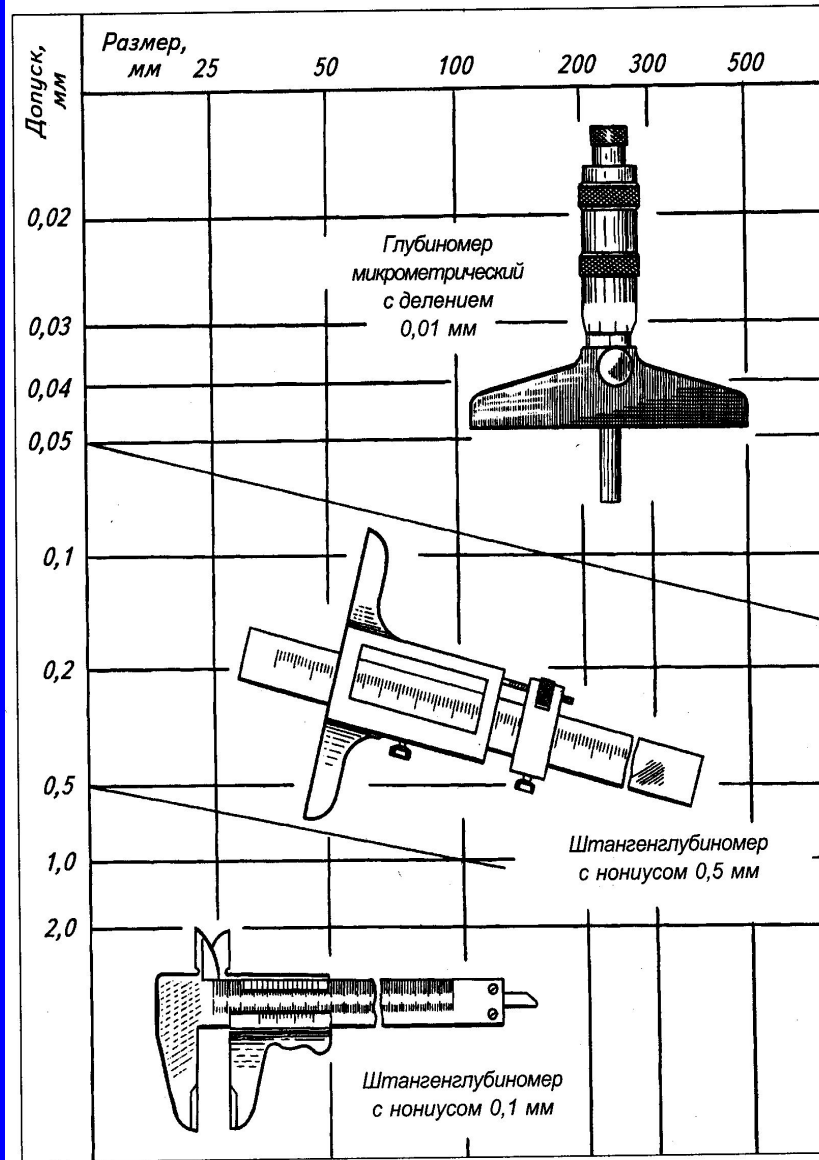 Допуск,
мм
Размер,
мм 25 50 100 200 300 500
0,02
Глубиномер
микрометрический
с делением
0,01 мм
0,03
0,04
0,05
0,1
0,2
0,5
Штангенглубиномер
с нониусом 0,5 мм
1,0
2,0
Штангенглубиномер
с нониусом 0,1 мм